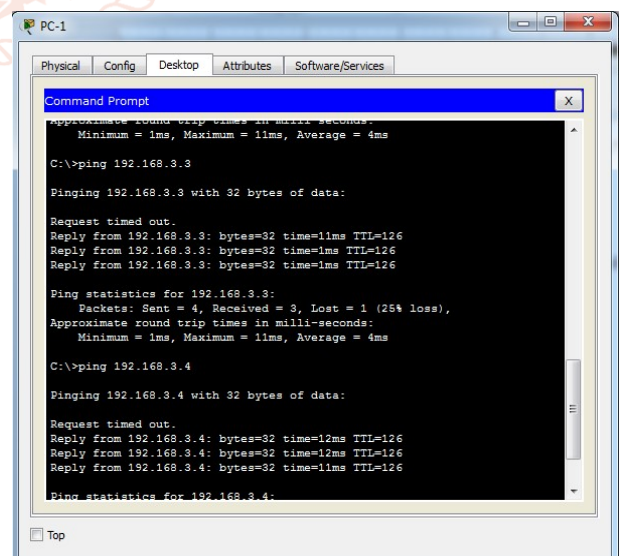 PC-1
Physical Config Desktop Attributes Software/Services
Command Prompt X
Approximate round trip times in milli-seconds:
Minimum = 1ms, Maximum = 11ms, Average = 4ms
C:\>ping 192.168.3.3
Pinging 192.168.3.3 with 32 bytes of data:
Request timed out.
Reply from 192.168.3.3: bytes=32 time=11ms TTL=126
Reply from 192.168.3.3: bytes=32 time=1ms TTL=126
Reply from 192.168.3.3: bytes=32 time=1ms TTL=126
Ping statistics for 192.168.3.3:
Packets: Sent = 4, Received = 3, Lost = 1 (25% loss),
Approximate round trip times in milli-seconds:
Minimum = 1ms, Maximum = 11ms, Average = 4ms
C:\>ping 192.168.3.4
Pinging 192.168.3.4 with 32 bytes of data:
Request timed out.
Reply from 192.168.3.4: bytes=32 time=12ms TTL=126
Reply from 192.168.3.4: bytes=32 time=12ms TTL=126
Reply from 192.168.3.4: bytes=32 time=11ms TTL=126
Ping statistics for 192.168.3.4:
Top